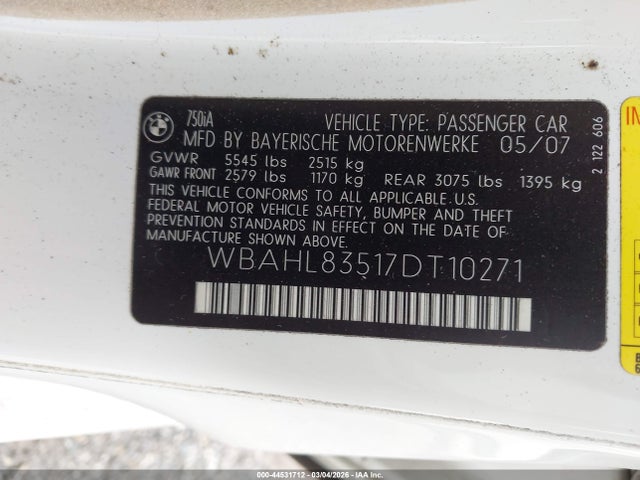 BMW
750iA
VEHICLE TYPE: PASSENGER CAR
MFD BY BAYERISCHE MOTORENWERKE 05/07
GVWR 5545 lbs 2515 kg
GAWR FRONT 2579 lbs 1170 kg REAR 3075 lbs 1395 kg
THIS VEHICLE CONFORMS TO ALL APPLICABLE U.S.
FEDERAL MOTOR VEHICLE SAFETY, BUMPER AND THEFT
PREVENTION STANDARDS IN EFFECT ON THE DATE OF
MANUFACTURE SHOWN ABOVE.
WBAHL83517DT10271
2 122 606
000-44531712 - 03/04/2026 - COPYRIGHT IAA, LLC.